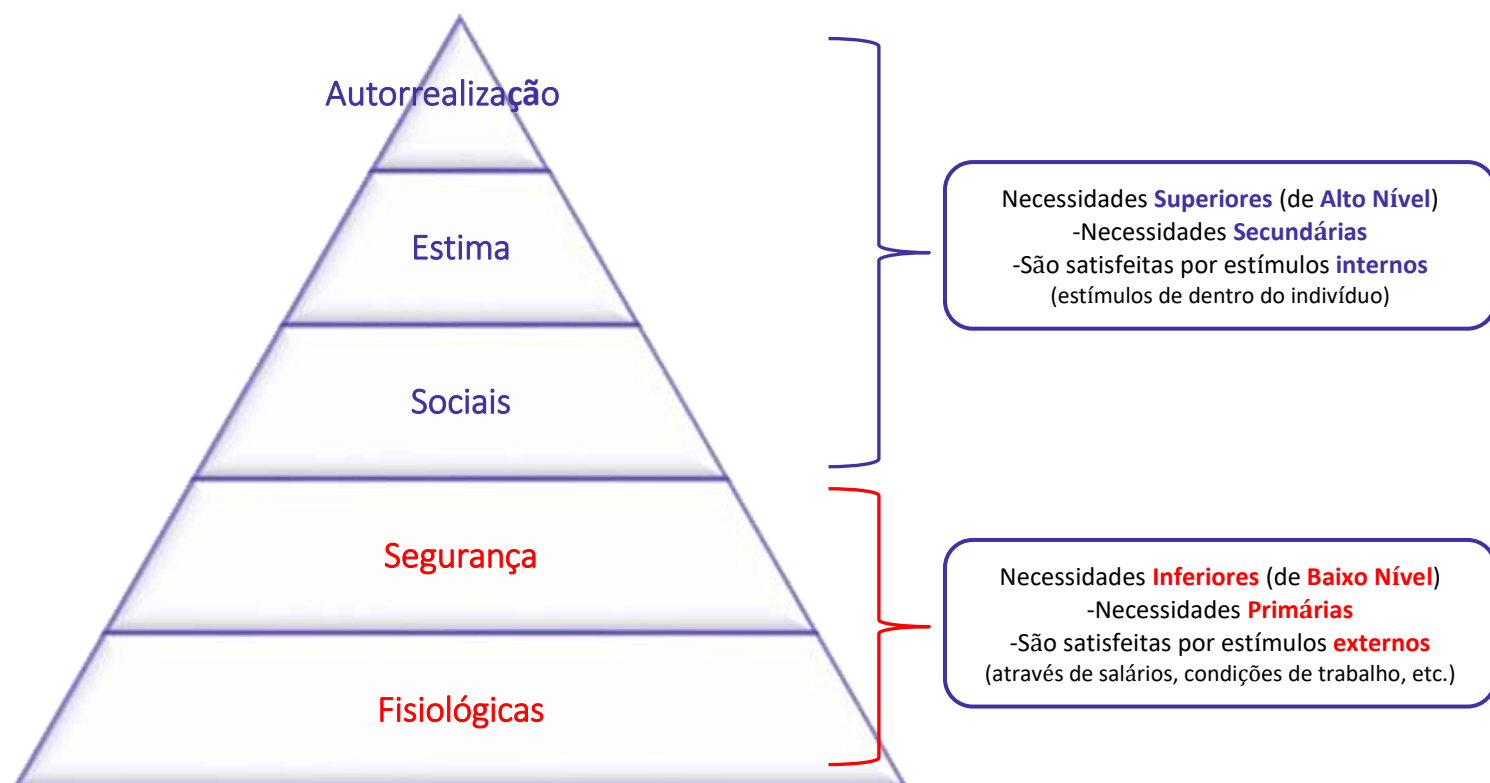 Autorrealização
Estima
Sociais
Segurança
Fisiológicas
Necessidades Superiores (de Alto Nível)
-Necessidades Secundárias
-São satisfeitas por estímulos internos
(estímulos de dentro do indivíduo)
Necessidades Inferiores (de Baixo Nível)
-Necessidades Primárias
-São satisfeitas por estímulos externos
(através de salários, condições de trabalho, etc.)